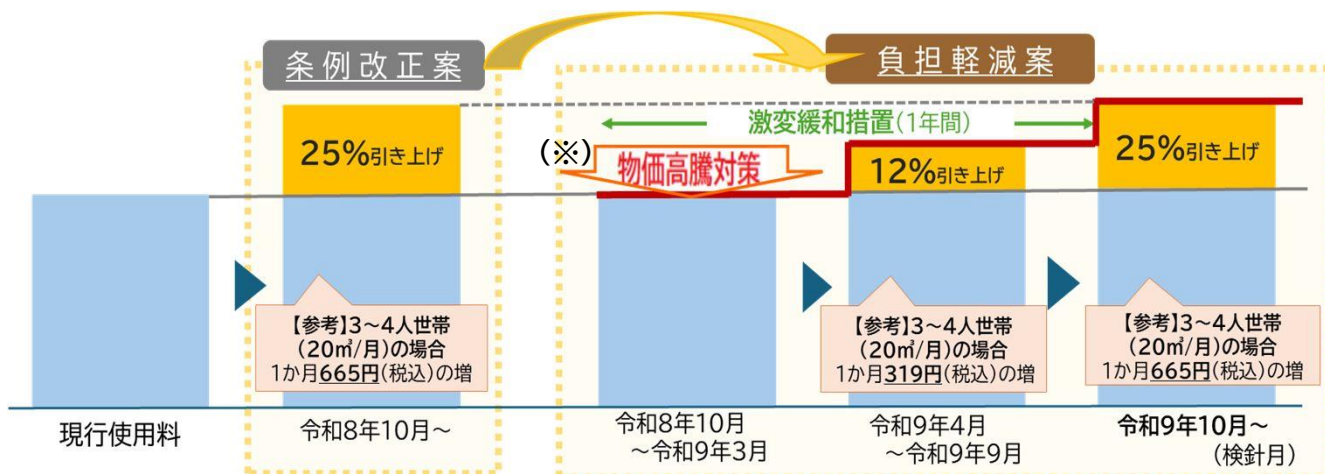 条例改正案
負担軽減案
激変緩和措置(1年間)
25%引き上げ
(※)
物価高騰対策
12%引き上げ
25%引き上げ
【参考】3～4人世帯
(20㎥/月)の場合
1か月665円(税込)の増
【参考】3～4人世帯
(20㎥/月)の場合
1か月319円(税込)の増
【参考】3～4人世帯
(20㎥/月)の場合
1か月665円(税込)の増
現行使用料
令和8年10月～
令和8年10月
～令和9年3月
令和9年4月
～令和9年9月
令和9年10月～
(検針月)